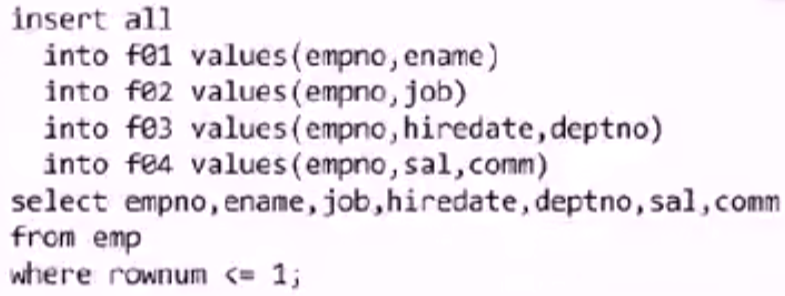 insert all
  into f01 values(empno,ename)
  into f02 values(empno,job)
  into f03 values(empno,hiredate,deptno)
  into f04 values(empno,sal,comm)
select empno,ename,job,hiredate,deptno,sal,comm
from emp
where rownum <= 1;